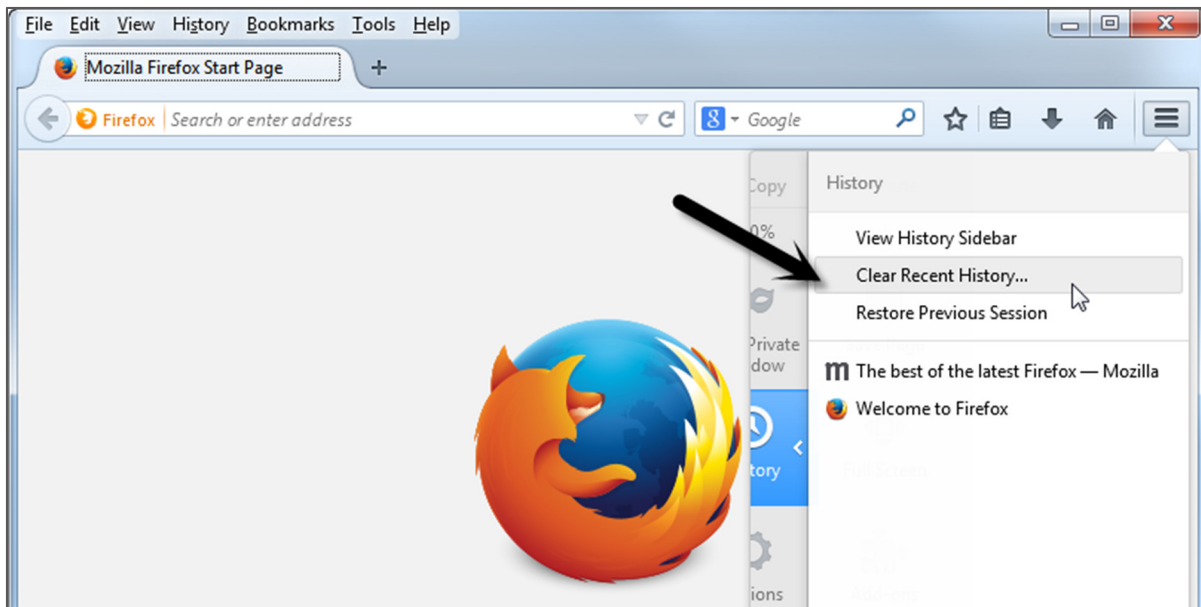 File Edit View History Bookmarks Tools Help
Mozilla Firefox Start Page
Firefox Search or enter address
8 Google
Copy
0%
Private
dow
tory
ions
History
View History Sidebar
Clear Recent History...
Restore Previous Session
m The best of the latest Firefox — Mozilla
Welcome to Firefox